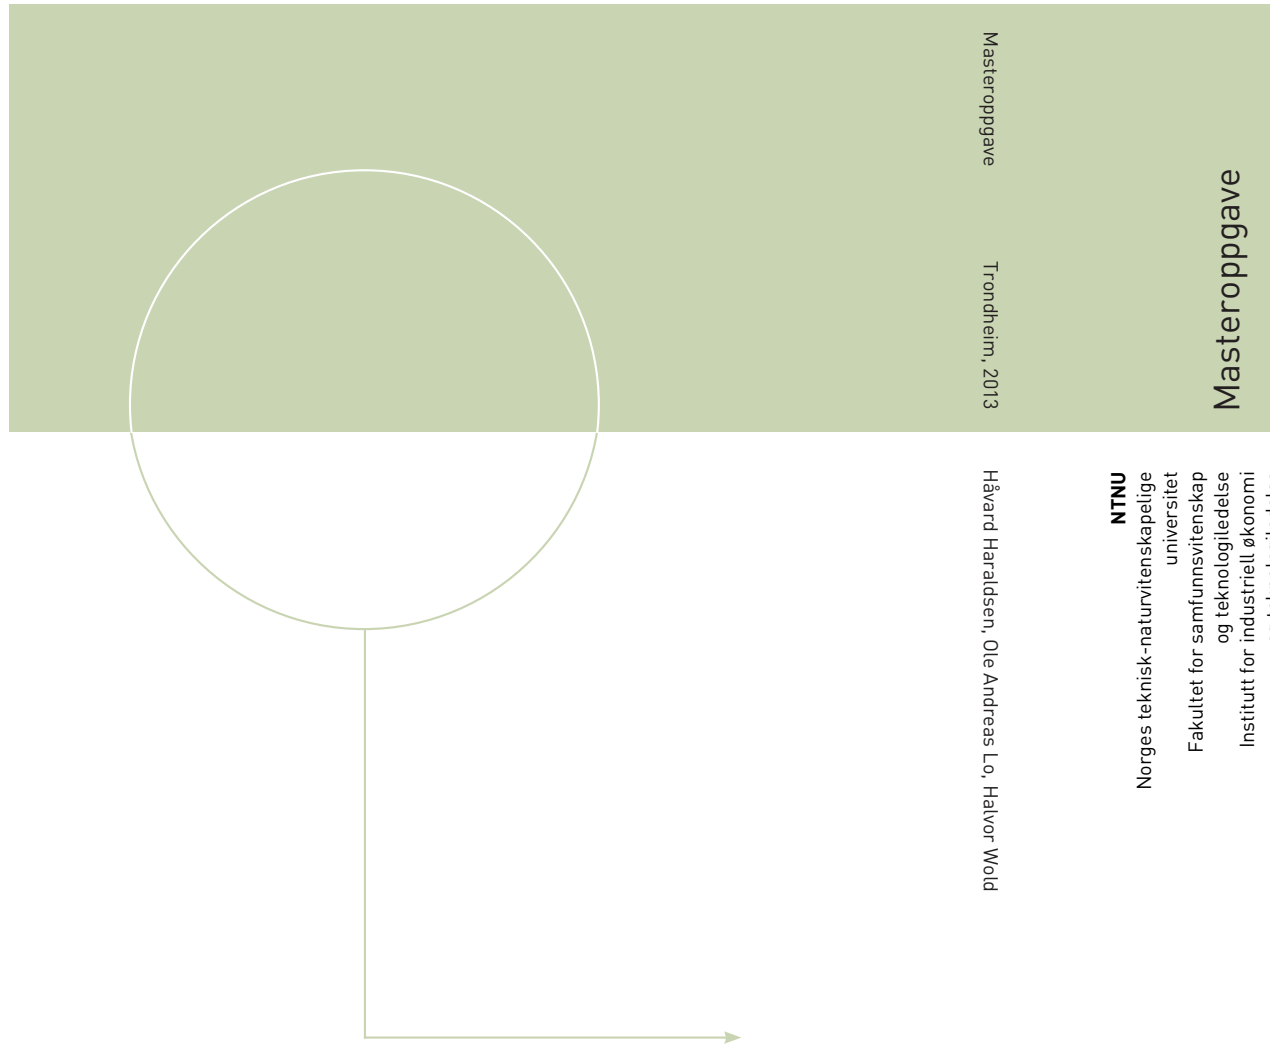 Masteroppgave
Trondheim, 2013
Håvard Haraldsen, Ole Andreas Lo, Halvor Wold
Masteroppgave
NTNU
Norges teknisk-naturvitenskapelige
universitet
Fakultet for samfunnsvitenskap
og teknologiledelse
Institutt for industriell økonomi